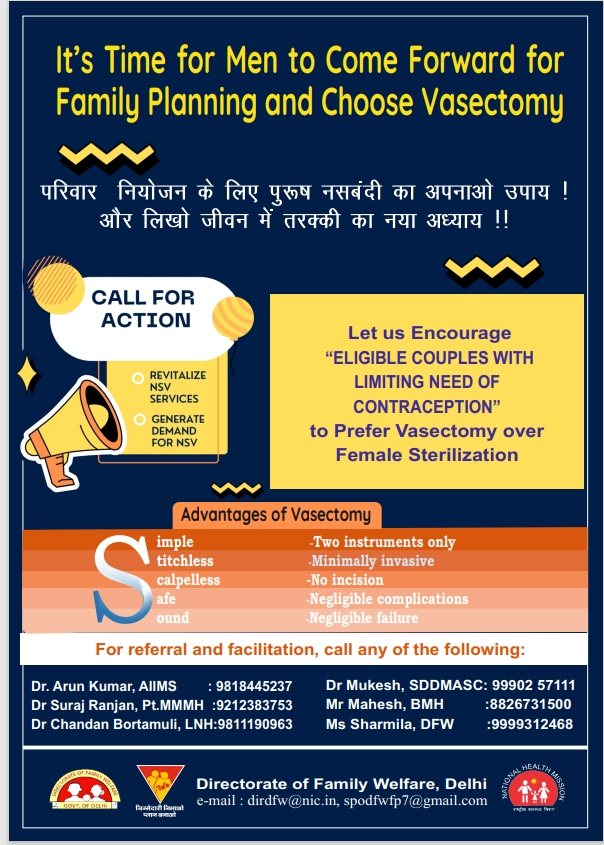 It's Time for Men to Come Forward for
Family Planning and Choose Vasectomy
परिवार नियोजन के लिए पुरूष नसबंदी का अपनाओ उपाय !
और लिखो जीवन में तरक्की का नया अध्याय !!
CALL FOR
ACTION
REVITALIZE
NSV
SERVICES
GENERATE
DEMAND
FOR NSV
Let us Encourage
“ELIGIBLE COUPLES WITH
LIMITING NEED OF
CONTRACEPTION”
to Prefer Vasectomy over
Female Sterilization
Advantages of Vasectomy
Simple -Two instruments only
titchless -Minimally invasive
calpelless -No incision
afe -Negligible complications
ound -Negligible failure
For referral and facilitation, call any of the following:
Dr. Arun Kumar, AIIMS : 9818445237
Dr Suraj Ranjan, Pt.MMMH :9212383753
Dr Chandan Bortamuli, LNH:9811190963
Dr Mukesh, SDDMASC: 99902 57111
Mr Mahesh, BMH :8826731500
Ms Sharmila, DFW :9999312468
DIRECTORATE OF FAMILY WELFARE
GOVT. OF DELHI
जिम्मेदारी निभाओ
प्लान बनाओ
Directorate of Family Welfare, Delhi
e-mail : dirdfw@nic.in, spodfwfp7@gmail.com
NATIONAL HEALTH MISSION
राष्ट्रीय स्वास्थ्य मिशन